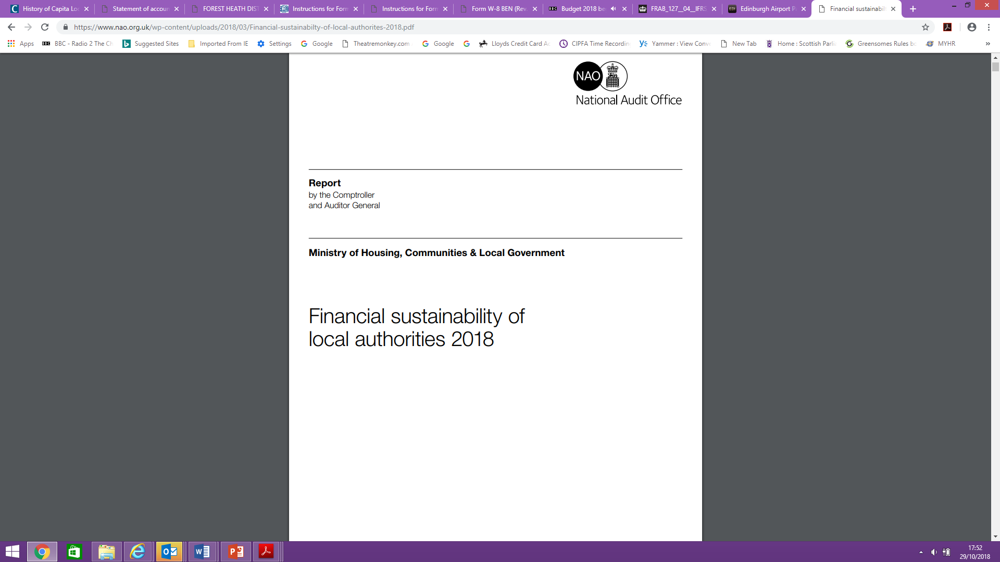 History of Capita Lo
Statement of accoun
FOREST HEATH DIST
Instructions for Form
Instructions for Form
Form W-8 BEN (Rev.
BBC Budget 2018 be
FRAB_127__04__IFRS
EDI Edinburgh Airport P
Financial sustainabil
https://www.nao.org.uk/wp-content/uploads/2018/03/Financial-sustainabilty-of-local-authorites-2018.pdf
Apps
BBC BBC - Radio 2 The Ch
Suggested Sites
Imported From IE
Settings
Google
Theatremonkey.com
Google
Lloyds Credit Card Ac
CIPFA Time Recording
Yammer : View Conv
New Tab
Home : Scottish Parli
Greensomes Rules bo
MYHR
»
NAO
National Audit Office
Report
by the Comptroller
and Auditor General
Ministry of Housing, Communities & Local Government
Financial sustainability of
local authorities 2018
17:52
29/10/2018